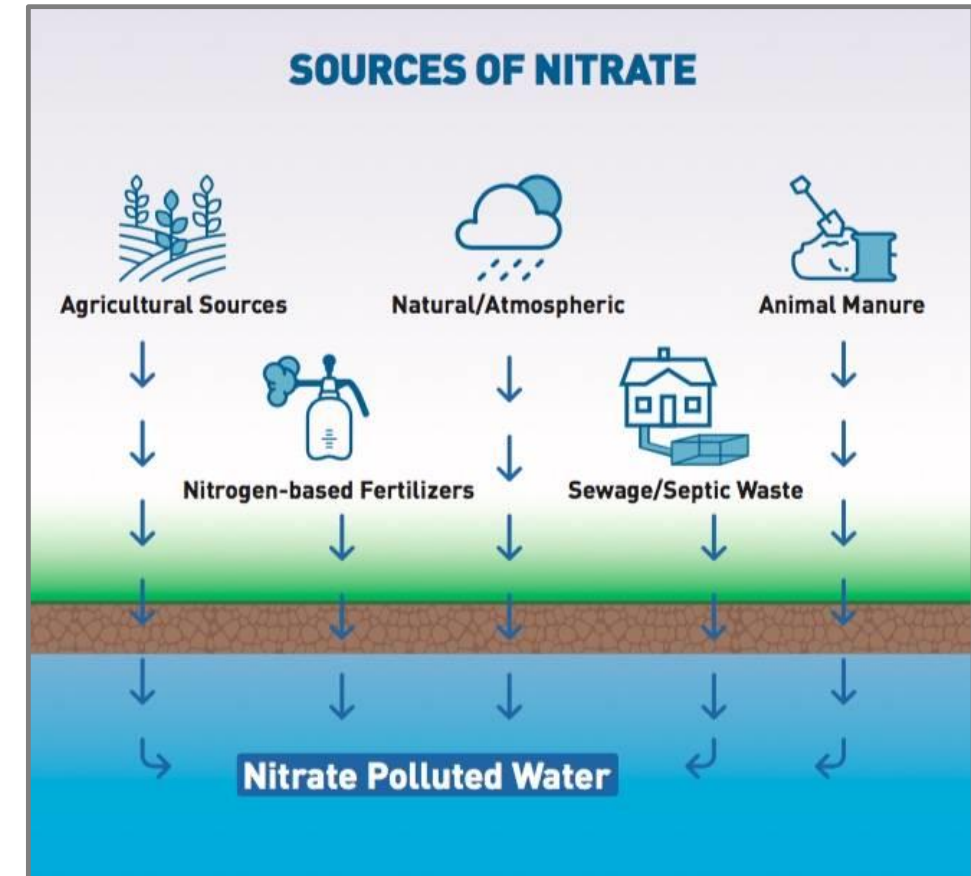 SOURCES OF NITRATE
Agricultural Sources
Natural/Atmospheric
Animal Manure
Nitrogen-based Fertilizers
Sewage/Septic Waste
Nitrate Polluted Water